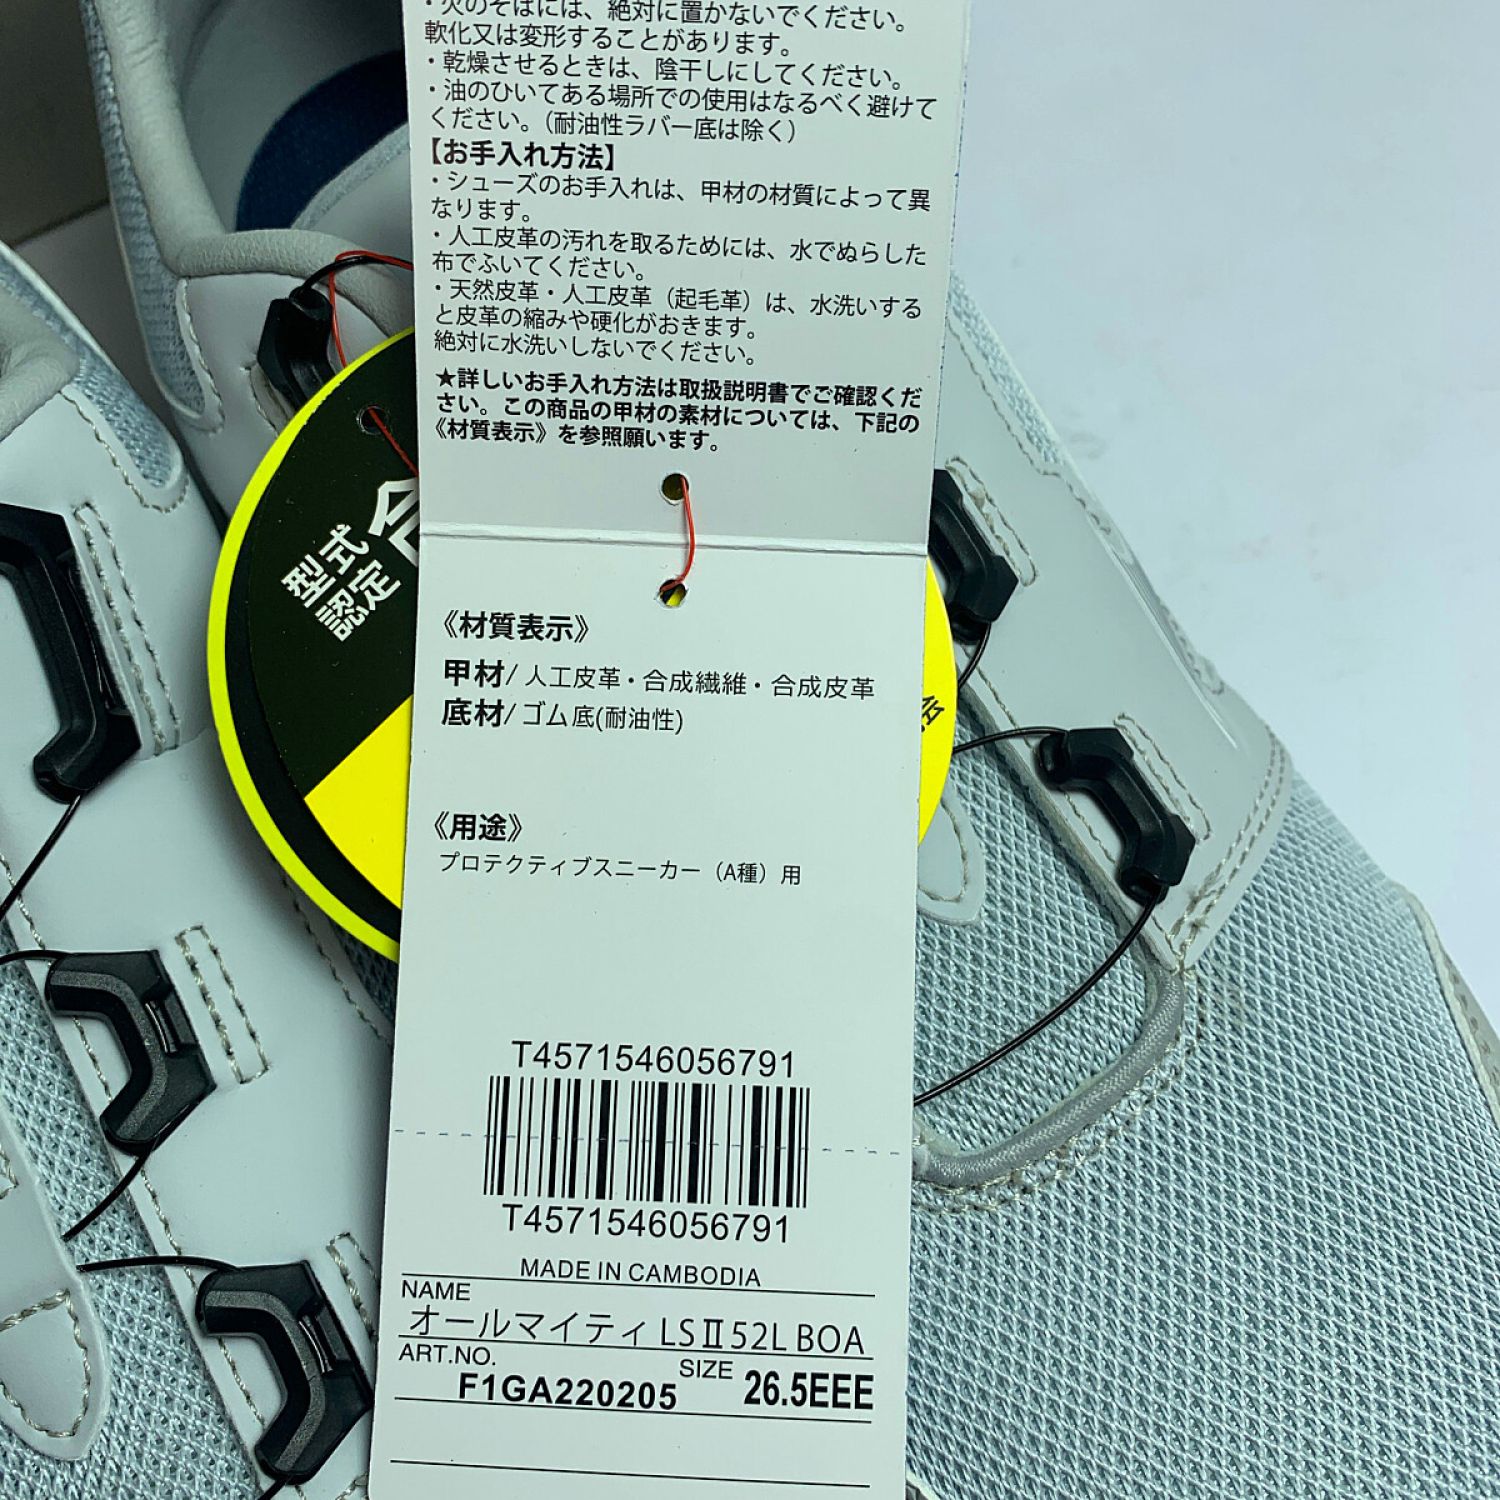 ・火のそばには、絶対に置かないでください。
軟化又は変形することがあります。
・乾燥させるときは、陰干しにしてください。
・油のひいてある場所での使用はなるべく避けて
ください。（耐油性ラバー底は除く）
【お手入れ方法】
・シューズのお手入れは、甲材の材質によって異
なります。
・人工皮革の汚れを取るためには、水でぬらした
布でふいてください。
・天然皮革・人工皮革（起毛革）は、水洗いする
と皮革の縮みや硬化がおきます。
絶対に水洗いしないでください。
★詳しいお手入れ方法は取扱説明書でご確認くだ
さい。この商品の甲材の素材については、下記の
《材質表示》を参照願います。
型式
認定
合
会
《材質表示》
甲材/人工皮革・合成繊維・合成皮革
底材/ゴム底(耐油性)
《用途》
プロテクティブスニーカー（A種）用
T4571546056791
T4571546056791
MADE IN CAMBODIA
NAME
オールマイティ LSⅡ52L BOA
ART.NO.
F1GA220205
SIZE 26.5EEE